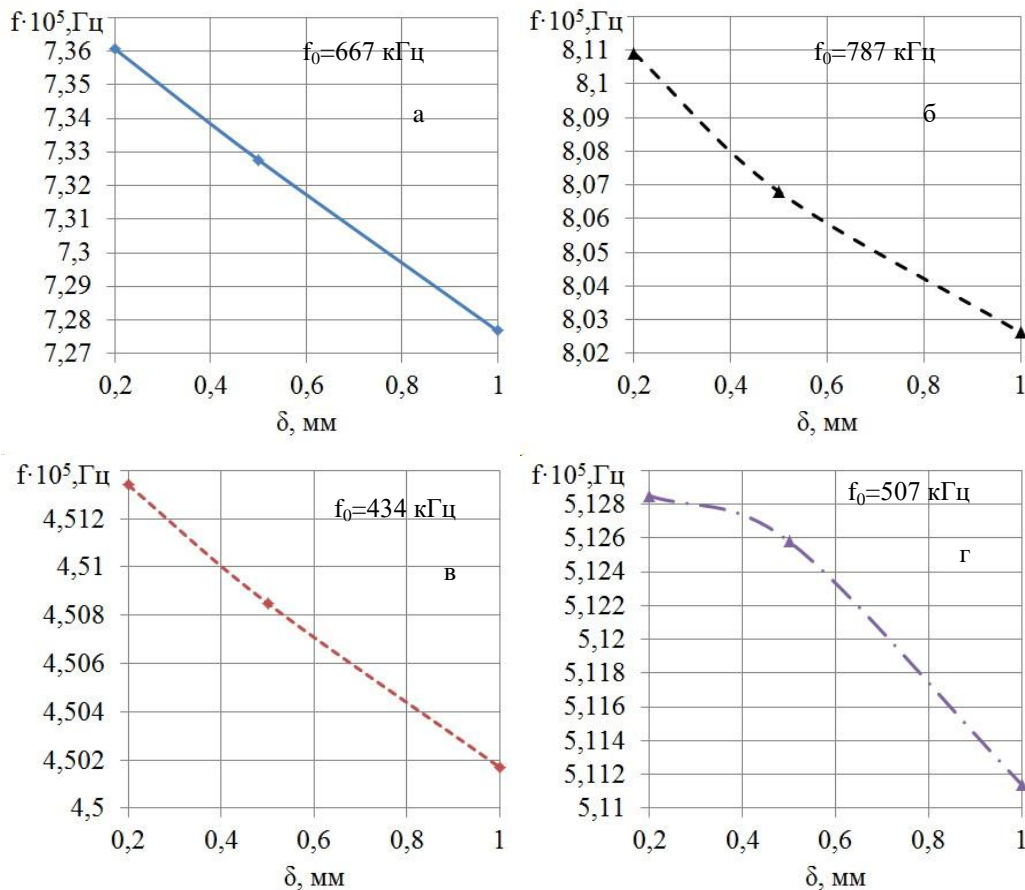 f·10⁵,Гц
f₀=667 кГц
а
7,36
7,35
7,34
7,33
7,32
7,31
7,3
7,29
7,28
7,27
0,2 0,4 0,6 0,8 1
δ, мм
f·10⁵,Гц
f₀=787 кГц
б
8,11
8,1
8,09
8,08
8,07
8,06
8,05
8,04
8,03
8,02
0,2 0,4 0,6 0,8 1
δ, мм
f·10⁵,Гц
f₀=434 кГц
в
4,512
4,51
4,508
4,506
4,504
4,502
4,5
0,2 0,4 0,6 0,8 1
δ, мм
f·10⁵,Гц
f₀=507 кГц
г
5,128
5,126
5,124
5,122
5,12
5,118
5,116
5,114
5,112
5,11
0,2 0,4 0,6 0,8 1
δ, мм